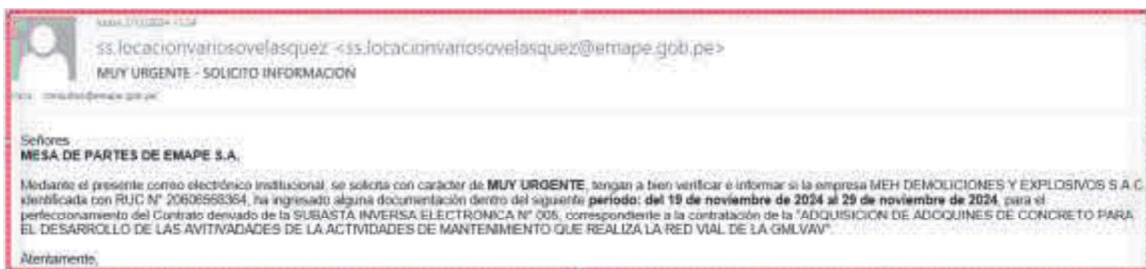 ss.locacionvariosovelasquez <ss.locacionvariosovelasquez@emape.gob.pe>
MUY URGENTE - SOLICITO INFORMACION
Señores
MESA DE PARTES DE EMAPE S.A.
Mediante el presente correo electrónico institucional, se solicita con carácter de MUY URGENTE, tengan a bien verificar e informar si la empresa MEH DEMOLICIONES Y EXPLOSIVOS S.A.C
identificada con RUC N° 20606568364, ha ingresado alguna documentación dentro del siguiente periodo: del 19 de noviembre de 2024 al 29 de noviembre de 2024, para el
perfeccionamiento del Contrato derivado de la SUBASTA INVERSA ELECTRONICA N° 005, correspondiente a la contratación de la "ADQUISICIÓN DE ADOQUINES DE CONCRETO PARA
EL DESARROLLO DE LAS AVITIVADADES DE LA ACTIVIDADES DE MANTENIMIENTO QUE REALIZA LA RED VIAL DE LA GMLVAV".
Atentamente,